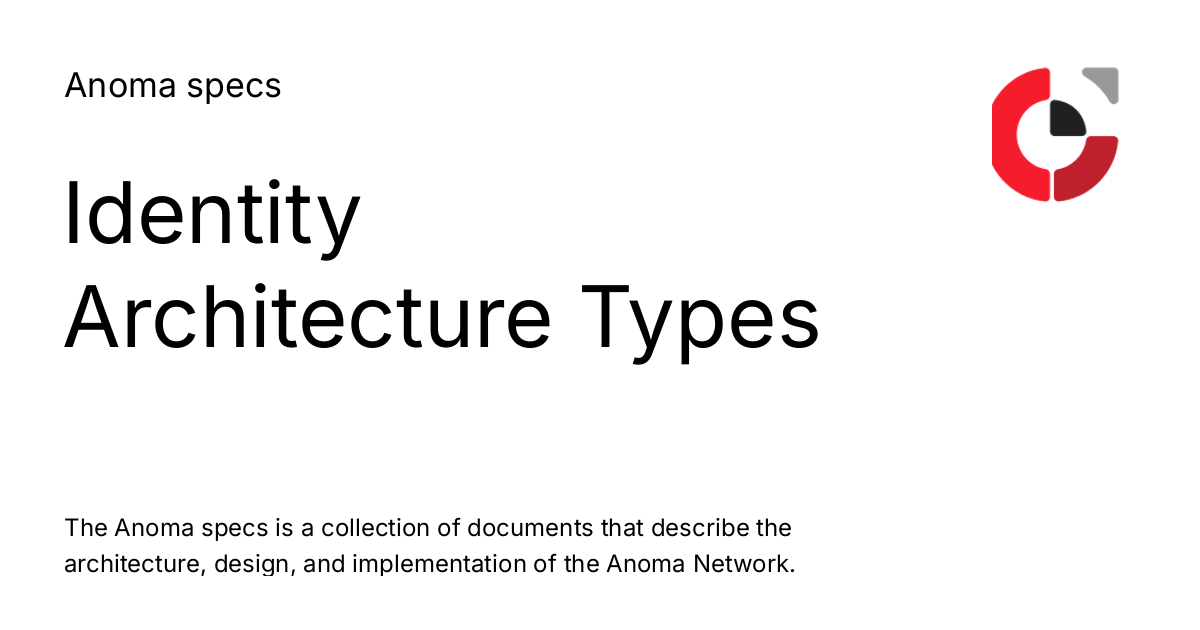 Anoma specs
Identity
Architecture Types
The Anoma specs is a collection of documents that describe the
architecture, design, and implementation of the Anoma Network.